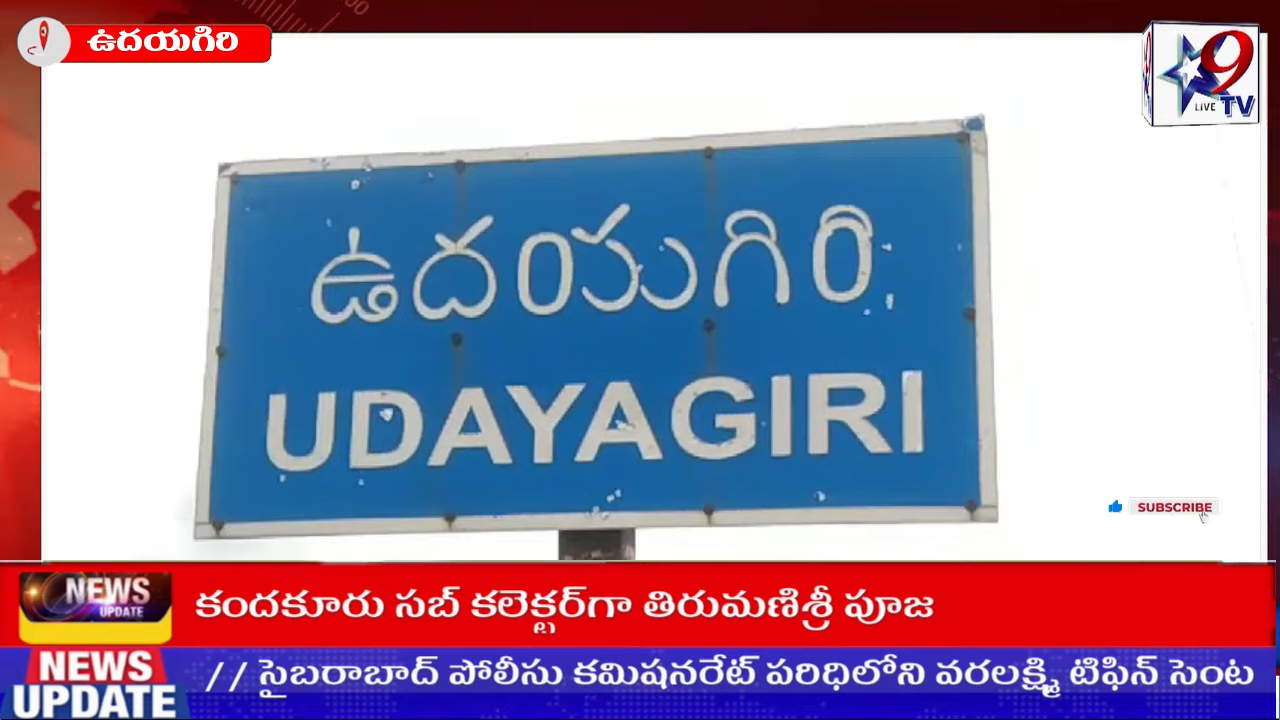 ఉదయగిరి
9
LIVE TV
ఉదయగిరి
UDAYAGIRI
SUBSCRIBE
NEWS
UPDATE
కందకూరు సబ్ కలెక్టర్‌గా తిరుమణిశ్రీ పూజ
NEWS
UPDATE
// సైబరాబాద్ పోలీసు కమిషనరేట్ పరిధిలోని వరలక్ష్మి టిఫిన్ సెంట